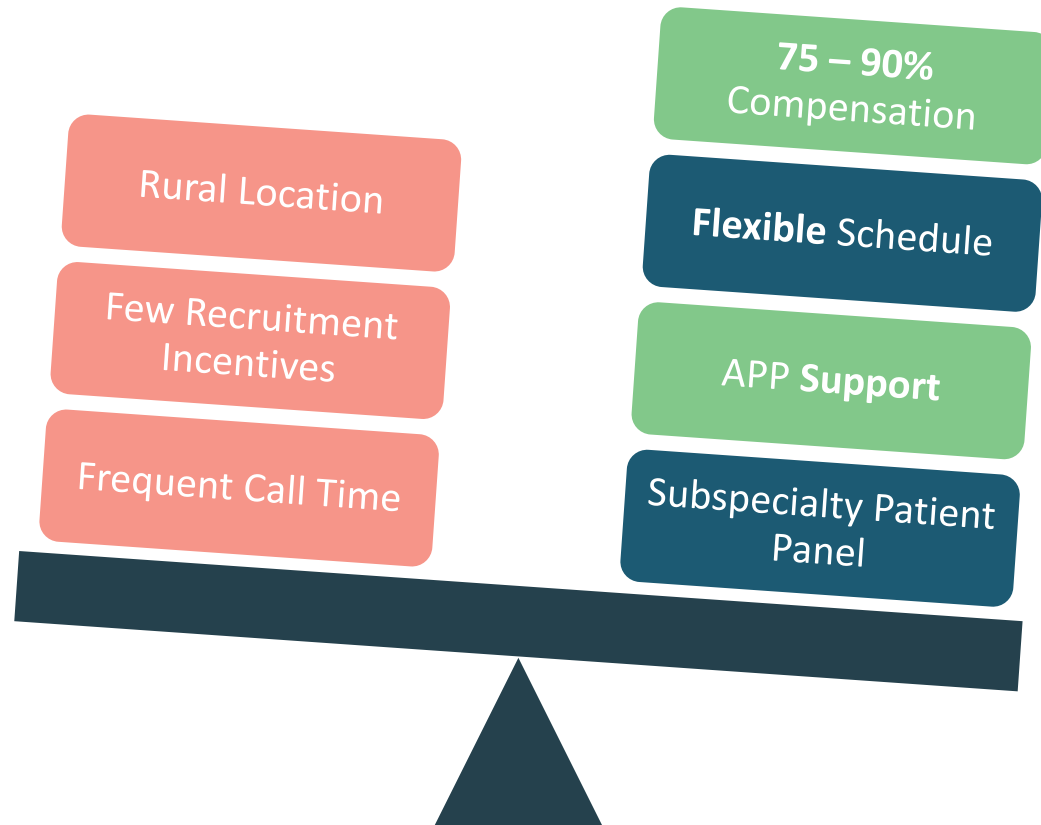 Rural Location
Few Recruitment
Incentives
Frequent Call Time
75 – 90%
Compensation
Flexible Schedule
APP Support
Subspecialty Patient
Panel